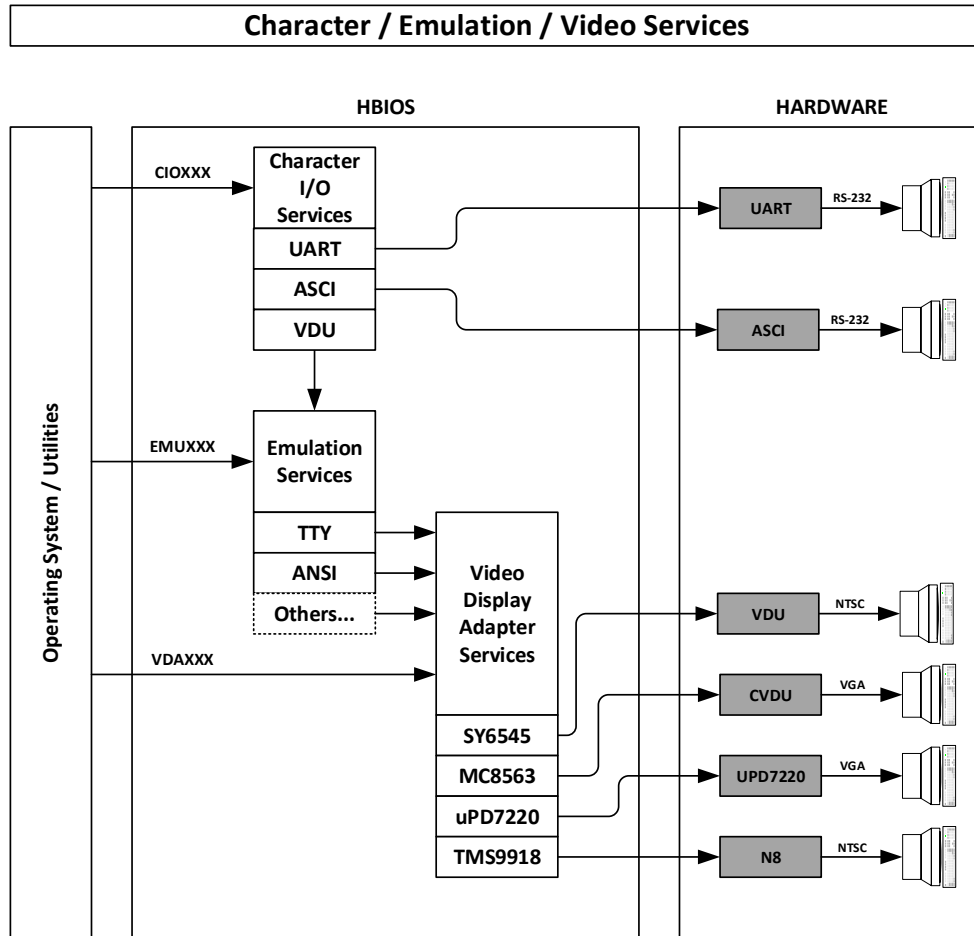 Character / Emulation / Video Services
HBIOS
HARDWARE
Operating System / Utilities
CIOXXX
Character
I/O
Services
UART
ASCI
VDU
EMUXXX
Emulation
Services
TTY
ANSI
Others...
VDAXXX
Video
Display
Adapter
Services
SY6545
MC8563
uPD7220
TMS9918
UART
RS-232
ASCI
RS-232
VDU
NTSC
CVDU
VGA
UPD7220
VGA
N8
NTSC